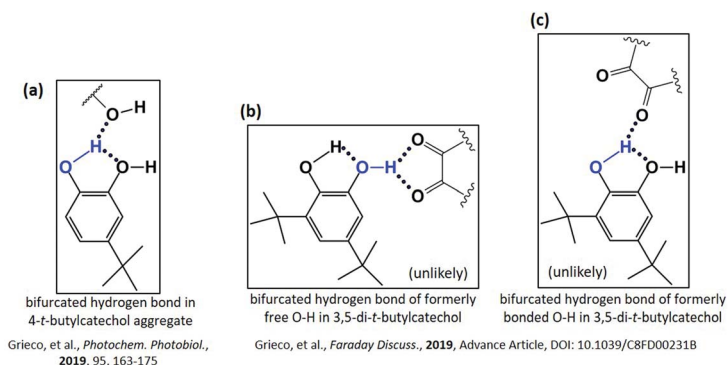 (a)
O H
H
O O H
bifurcated hydrogen bond in
4-t-butylcatechol aggregate
Grieco, et al., Photochem. Photobiol.,
2019, 95, 163-175
(b)
H O
O O H
O
(unlikely)
bifurcated hydrogen bond of formerly
free O-H in 3,5-di-t-butylcatechol
(c)
O
O
H
O O H
(unlikely)
bifurcated hydrogen bond of formerly
bonded O-H in 3,5-di-t-butylcatechol
Grieco, et al., Faraday Discuss., 2019, Advance Article, DOI: 10.1039/C8FD00231B